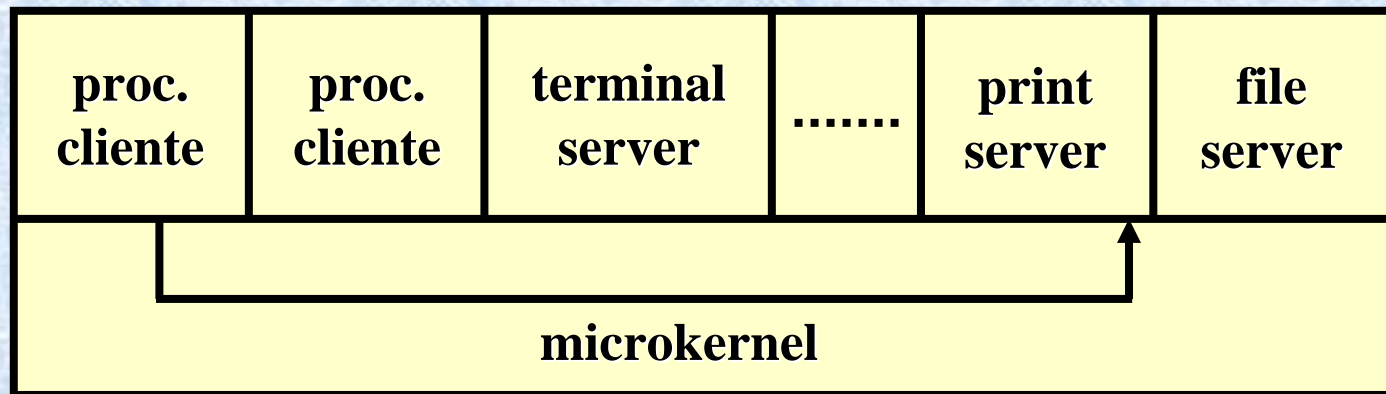 proc.
cliente
proc.
cliente
terminal
server
.......
print
server
file
server
microkernel